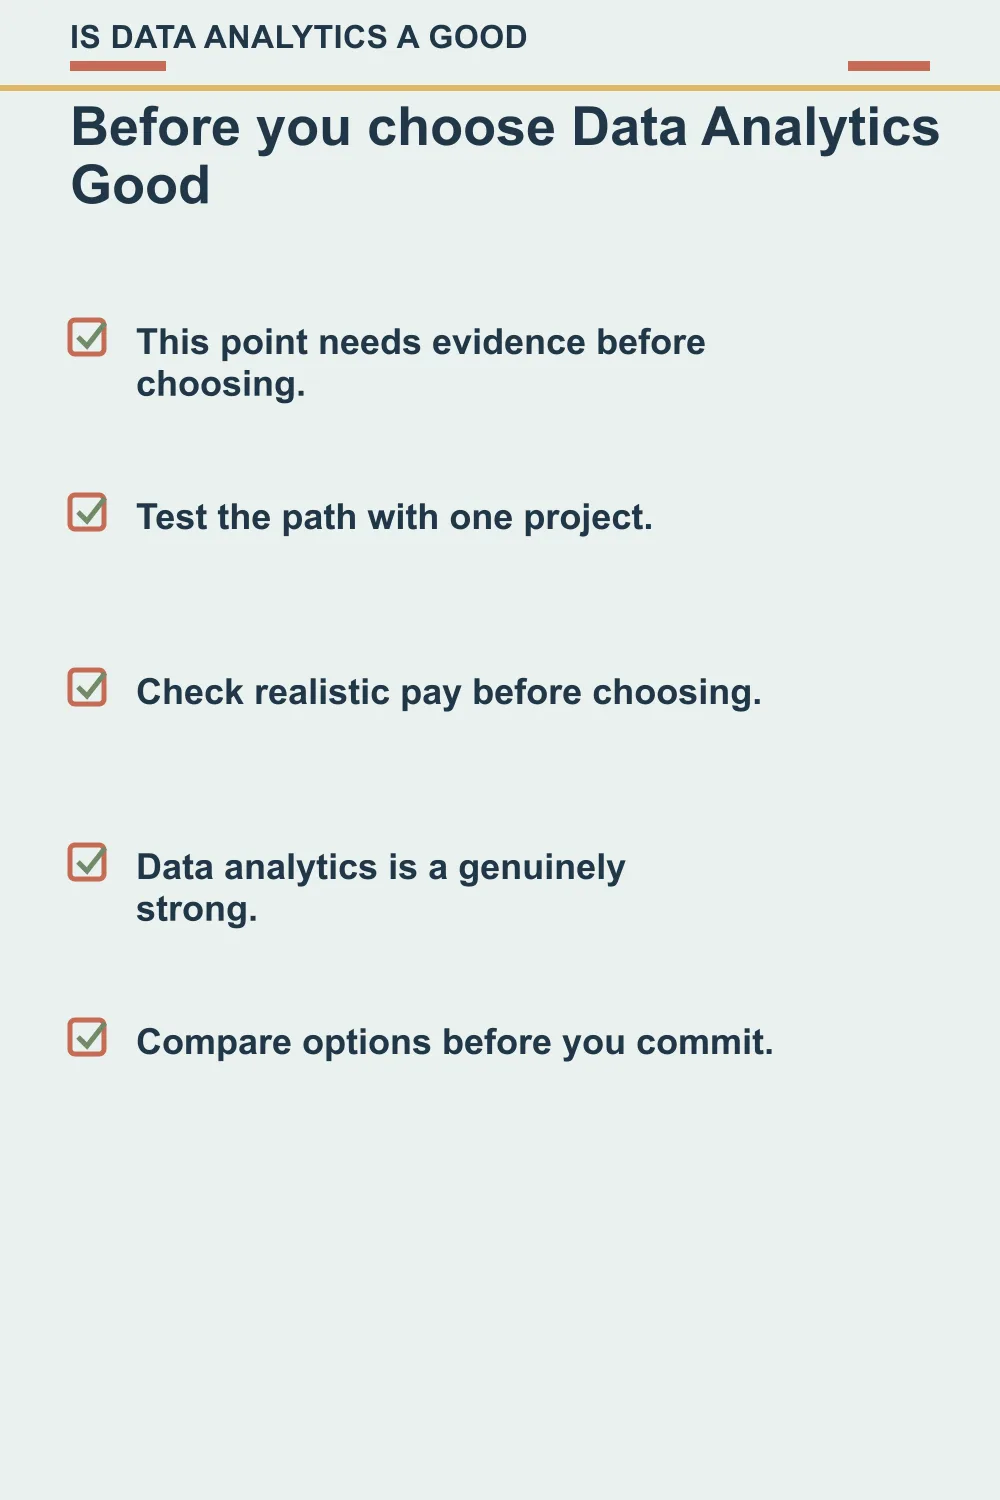 IS DATA ANALYTICS A GOOD
Before you choose Data Analytics
Good
This point needs evidence before
choosing.
Test the path with one project.
Check realistic pay before choosing.
Data analytics is a genuinely
strong.
Compare options before you commit.